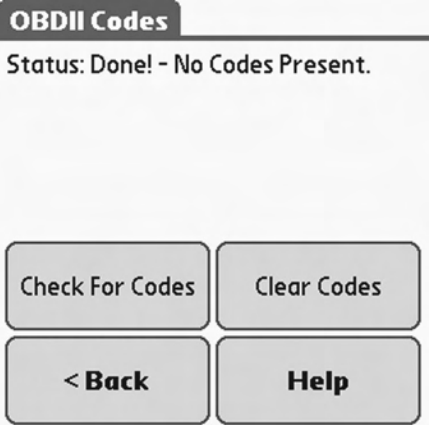 OBDII Codes
Status: Done! - No Codes Present.
Check For Codes
Clear Codes
< Back
Help